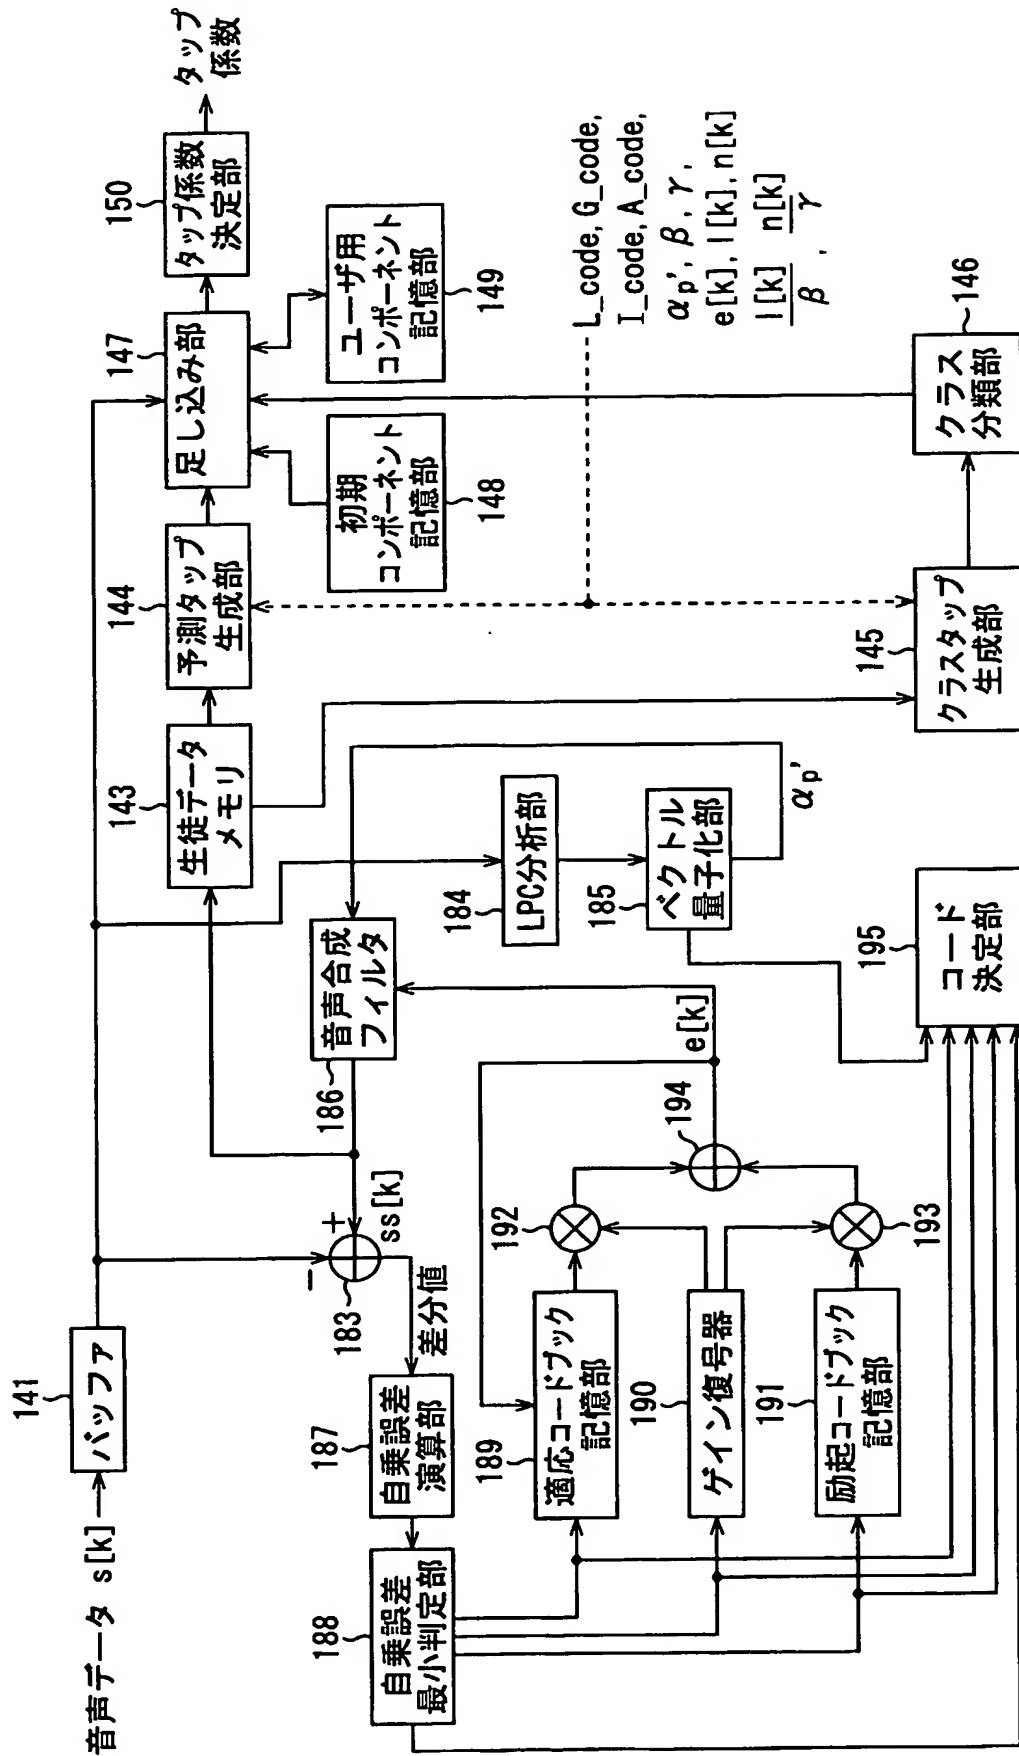 音声データ s[k]
141
バッファ
188
自乗誤差
最小判定部
187
自乗誤差
演算部
差分値
183
−
+
ss[k]
186
音声合成
フィルタ
143
生徒データ
メモリ
144
予測タップ
生成部
147
足し込み部
150
タップ係数
決定部
タップ
係数
初期
コンポーネント
記憶部
148
ユーザ用
コンポーネント
記憶部
149
184
LPC分析部
185
ベクトル
量子化部
αp'
L_code, G_code,
I_code, A_code,
αp', β, γ,
e[k], l[k], n[k]
l[k]/β, n[k]/γ
189
適応コードブック
記憶部
190
ゲイン復号器
191
励起コードブック
記憶部
192
193
194
e[k]
195
コード
決定部
145
クラスタップ
生成部
146
クラス
分類部